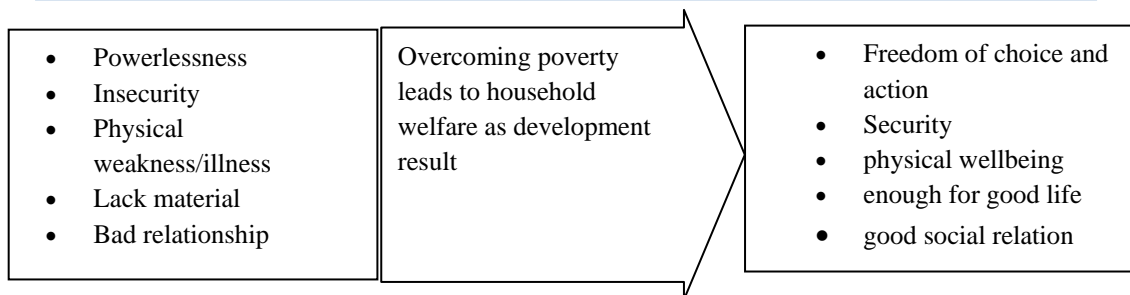 • Powerlessness
• Insecurity
• Physical
weakness/illness
• Lack material
• Bad relationship
Overcoming poverty
leads to household
welfare as development
result
• Freedom of choice and
action
• Security
• physical wellbeing
• enough for good life
• good social relation